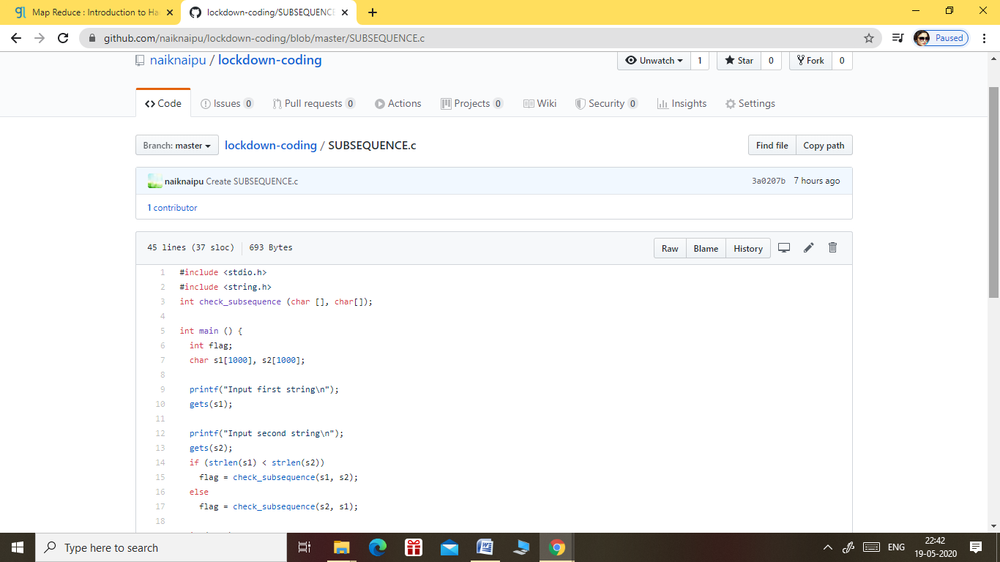 Map Reduce : Introduction to Ha
lockdown-coding/SUBSEQUENCE
github.com/naiknaipu/lockdown-coding/blob/master/SUBSEQUENCE.c
Paused
naiknaipu / lockdown-coding
Unwatch 1 Star 0 Fork 0
Code Issues 0 Pull requests 0 Actions Projects 0 Wiki Security 0 Insights Settings
Branch: master lockdown-coding / SUBSEQUENCE.c Find file Copy path
naiknaipu Create SUBSEQUENCE.c 3a0207b 7 hours ago
1 contributor
45 lines (37 sloc) 693 Bytes Raw Blame History
1 #include <stdio.h>
2 #include <string.h>
3 int check_subsequence (char [], char[]);
4
5 int main () {
6 int flag;
7 char s1[1000], s2[1000];
8
9 printf("Input first string\n");
10 gets(s1);
11
12 printf("Input second string\n");
13 gets(s2);
14 if (strlen(s1) < strlen(s2))
15 flag = check_subsequence(s1, s2);
16 else
17 flag = check_subsequence(s2, s1);
18
Type here to search
ENG
22:42
19-05-2020